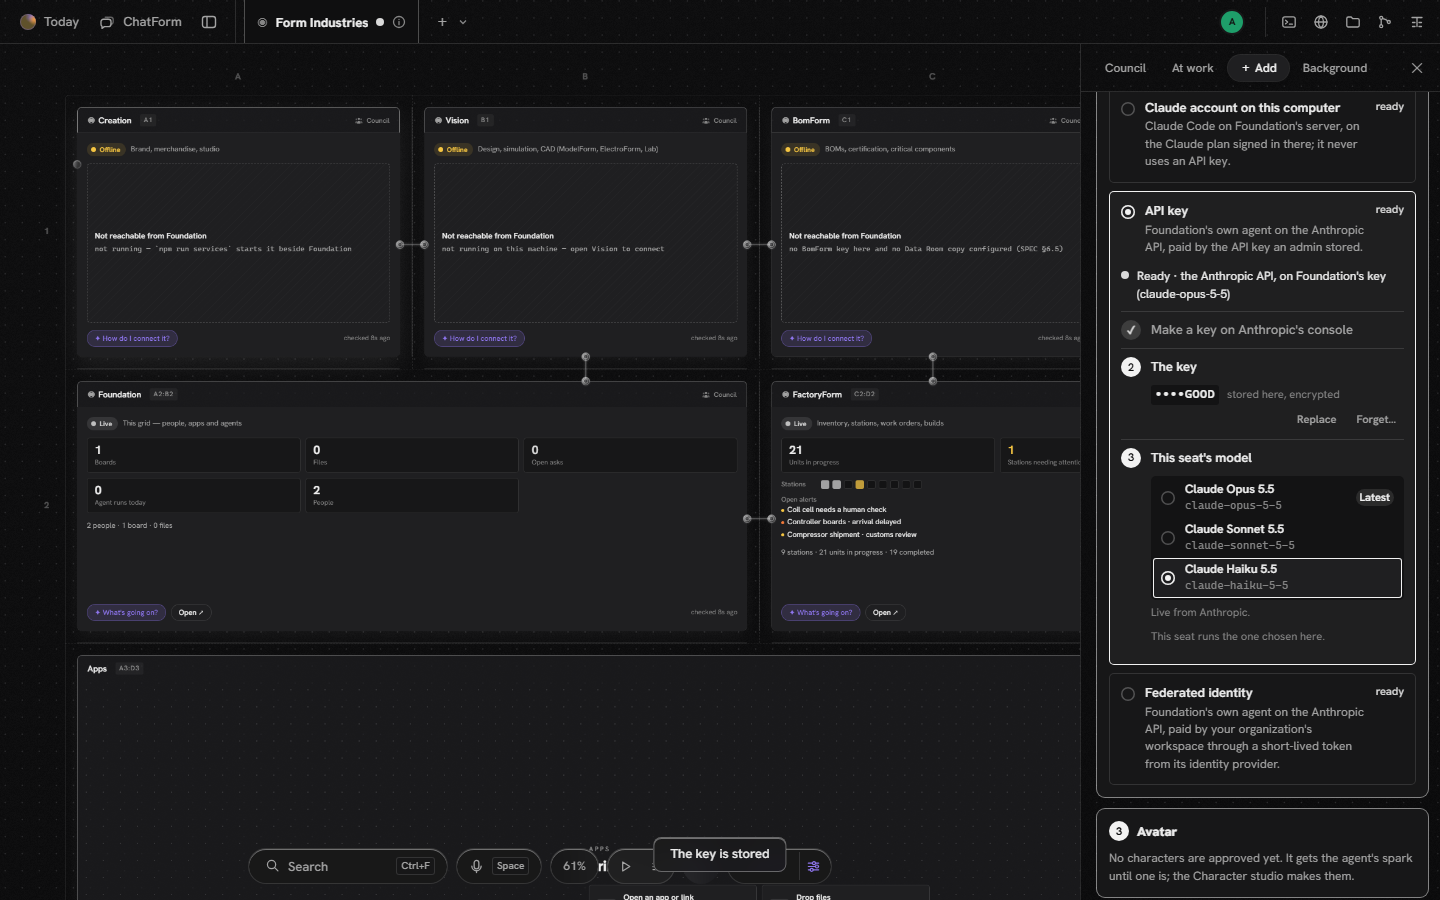 Today
ChatForm
Form Industries
A
A
B
C
1
2
Creation A1 Council
Offline Brand, merchandise, studio
Not reachable from Foundation
not running — `npm run services` starts it beside Foundation
✦ How do I connect it? checked 8s ago
Vision B1 Council
Offline Design, simulation, CAD (ModelForm, ElectroForm, Lab)
Not reachable from Foundation
not running on this machine — open Vision to connect
✦ How do I connect it? checked 8s ago
BomForm C1
Offline BOMs, certification, critical components
Not reachable from Foundation
no BomForm key here and no Data Room copy configured (SPEC §6.5)
✦ How do I connect it?
Foundation A2:B2 Council
Live This grid — people, apps and agents
1
Boards
0
Files
0
Open asks
0
Agent runs today
2
People
2 people · 1 board · 0 files
✦ What's going on? Open ↗ checked 8s ago
FactoryForm C2:D2
Live Inventory, stations, work orders, builds
21
Units in progress
1
Stations needing
Stations
Open alerts
Coil cell needs a human check
Controller boards · arrival delayed
Compressor shipment · customs review
9 stations · 21 units in progress · 19 completed
✦ What's going on? Open ↗
Apps A3:D3
APPS
Search Ctrl+F
Space
61%
The key is stored
Open an app or link
Drop files
Council At work + Add Background
Claude account on this computer ready
Claude Code on Foundation's server, on
the Claude plan signed in there; it never
uses an API key.
API key ready
Foundation's own agent on the Anthropic
API, paid by the API key an admin stored.
Ready · the Anthropic API, on Foundation's key
(claude-opus-5-5)
Make a key on Anthropic's console
2 The key
••••GOOD stored here, encrypted
Replace Forget...
3 This seat's model
Claude Opus 5.5 Latest
claude-opus-5-5
Claude Sonnet 5.5
claude-sonnet-5-5
Claude Haiku 5.5
claude-haiku-5-5
Live from Anthropic.
This seat runs the one chosen here.
Federated identity ready
Foundation's own agent on the Anthropic
API, paid by your organization's
workspace through a short-lived token
from its identity provider.
3 Avatar
No characters are approved yet. It gets the agent's spark
until one is; the Character studio makes them.